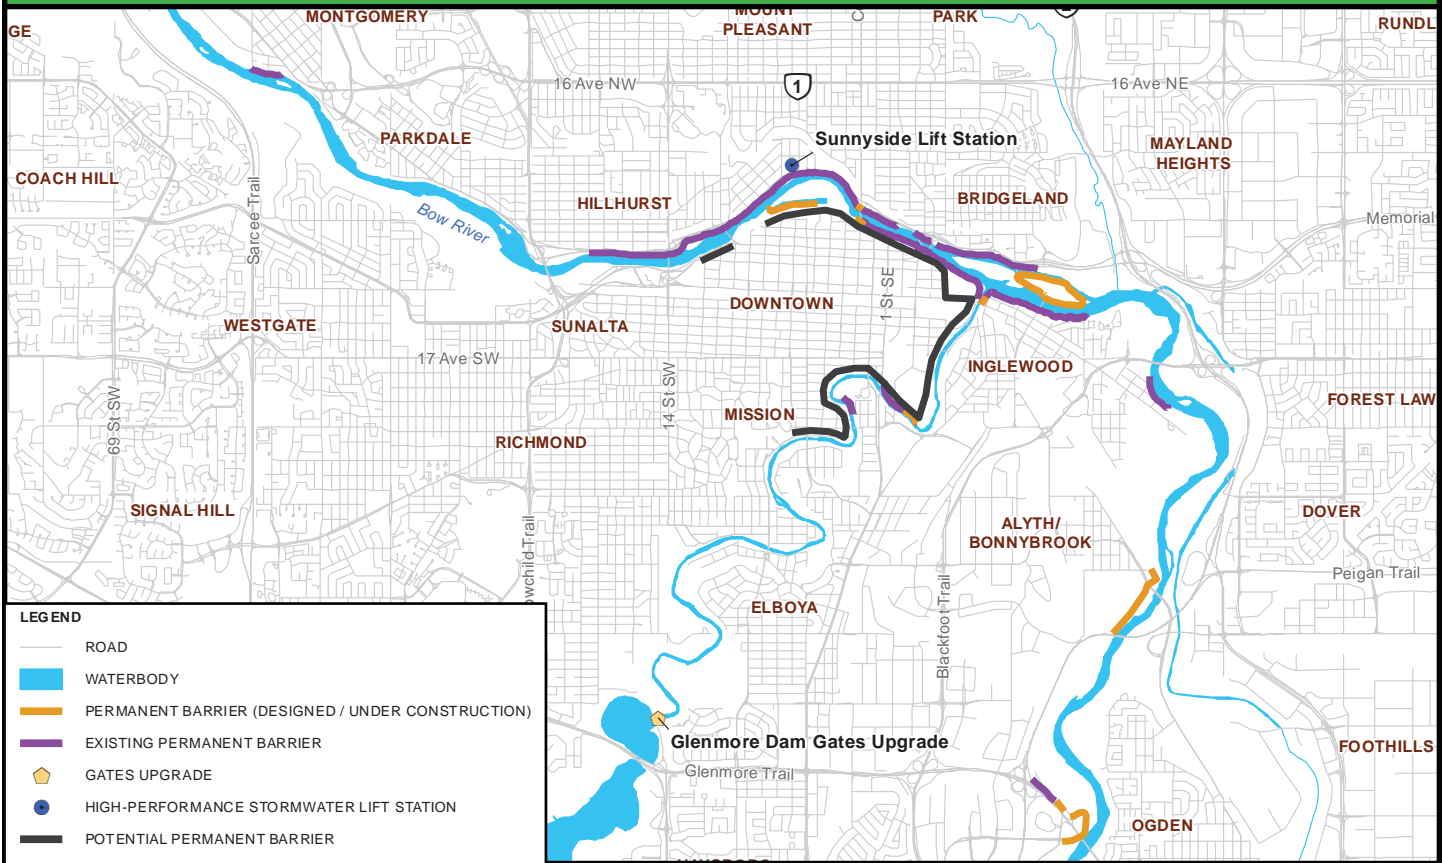 MONTGOMERY
MOUNT
PLEASANT
PARK
RUNDL
GE
16 Ave NW
1
16 Ave NE
PARKDALE
Sunnyside Lift Station
MAYLAND
HEIGHTS
COACH HILL
Sarcee Trail
HILLHURST
BRIDGELAND
Bow River
Memorial
DOWNTOWN
1 St SE
WESTGATE
SUNALTA
17 Ave SW
INGLEWOOD
69 St SW
14 St SW
MISSION
FOREST LAW
RICHMOND
SIGNAL HILL
ALYTH/
BONNYBROOK
DOVER
owchild Trail
Peigan Trail
ELBOYA
Blackfoot Trail
LEGEND
ROAD
WATERBODY
PERMANENT BARRIER (DESIGNED / UNDER CONSTRUCTION)
EXISTING PERMANENT BARRIER
GATES UPGRADE
HIGH-PERFORMANCE STORMWATER LIFT STATION
POTENTIAL PERMANENT BARRIER
Glenmore Dam Gates Upgrade
Glenmore Trail
FOOTHILLS
OGDEN